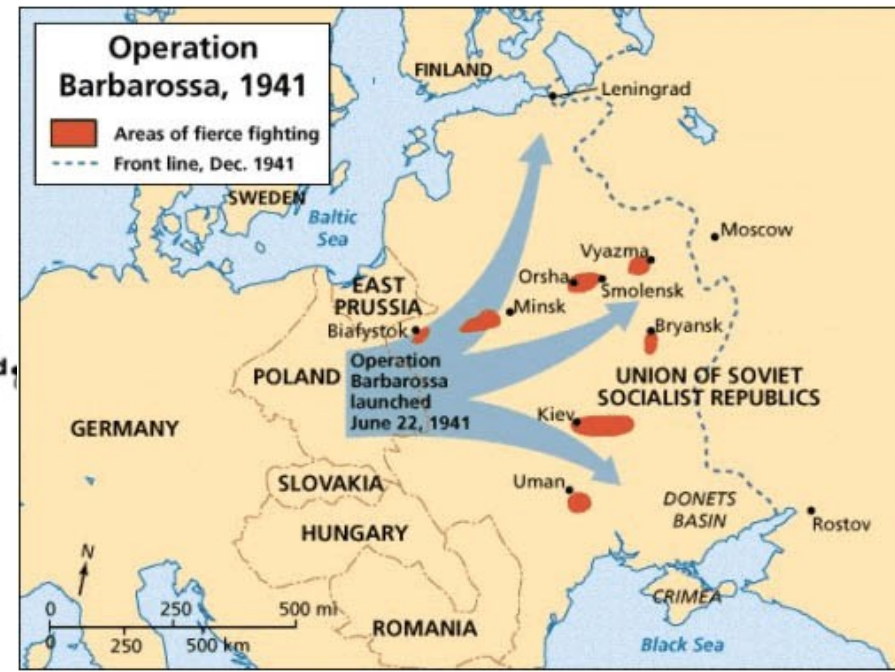 Operation
Barbarossa, 1941
Areas of fierce fighting
Front line, Dec. 1941
FINLAND
Leningrad
SWEDEN
Baltic
Sea
Moscow
Vyazma
Orsha
Smolensk
EAST
PRUSSIA
Minsk
Biafystok
Bryansk
POLAND
Operation
Barbarossa
launched
June 22, 1941
UNION OF SOVIET
SOCIALIST REPUBLICS
GERMANY
Kiev
SLOVAKIA
Uman
DONETS
BASIN
HUNGARY
Rostov
N
CRIMEA
0 250 500 mi
0 250 500 km
ROMANIA
Black Sea